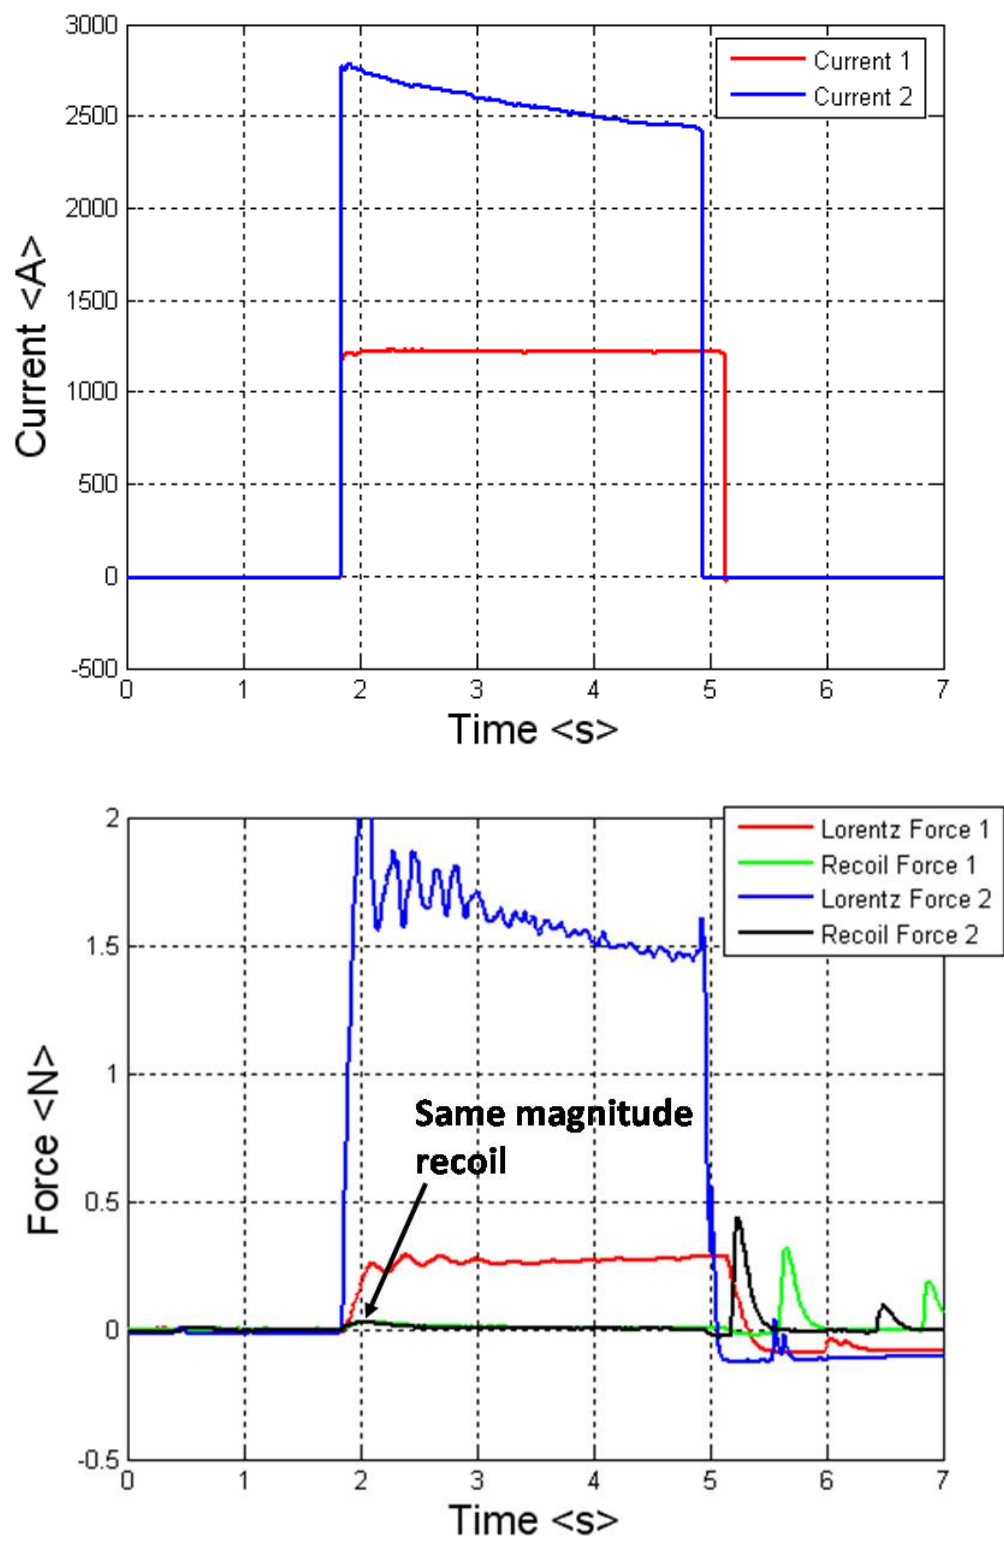 3000
2500
2000
1500
1000
500
0
-500
Current <A>
Current 1
Current 2
0 1 2 3 4 5 6 7
Time <s>
2
1.5
1
0.5
0
-0.5
Force <N>
Lorentz Force 1
Recoil Force 1
Lorentz Force 2
Recoil Force 2
Same magnitude
recoil
0 1 2 3 4 5 6 7
Time <s>